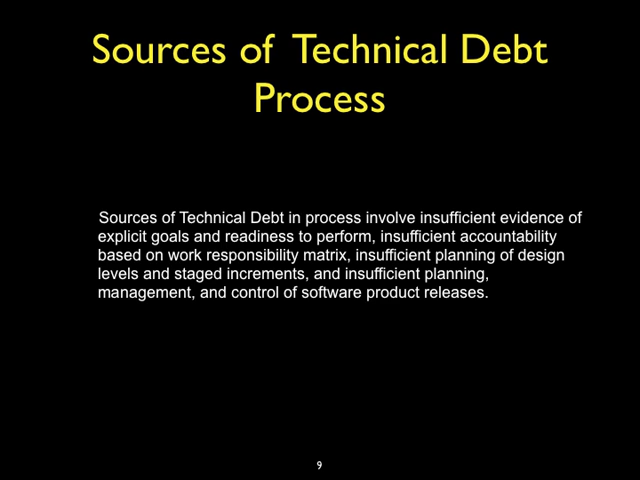 Sources of Technical Debt
Process
Sources of Technical Debt in process involve insufficient evidence of
explicit goals and readiness to perform, insufficient accountability
based on work responsibility matrix, insufficient planning of design
levels and staged increments, and insufficient planning,
management, and control of software product releases.
9